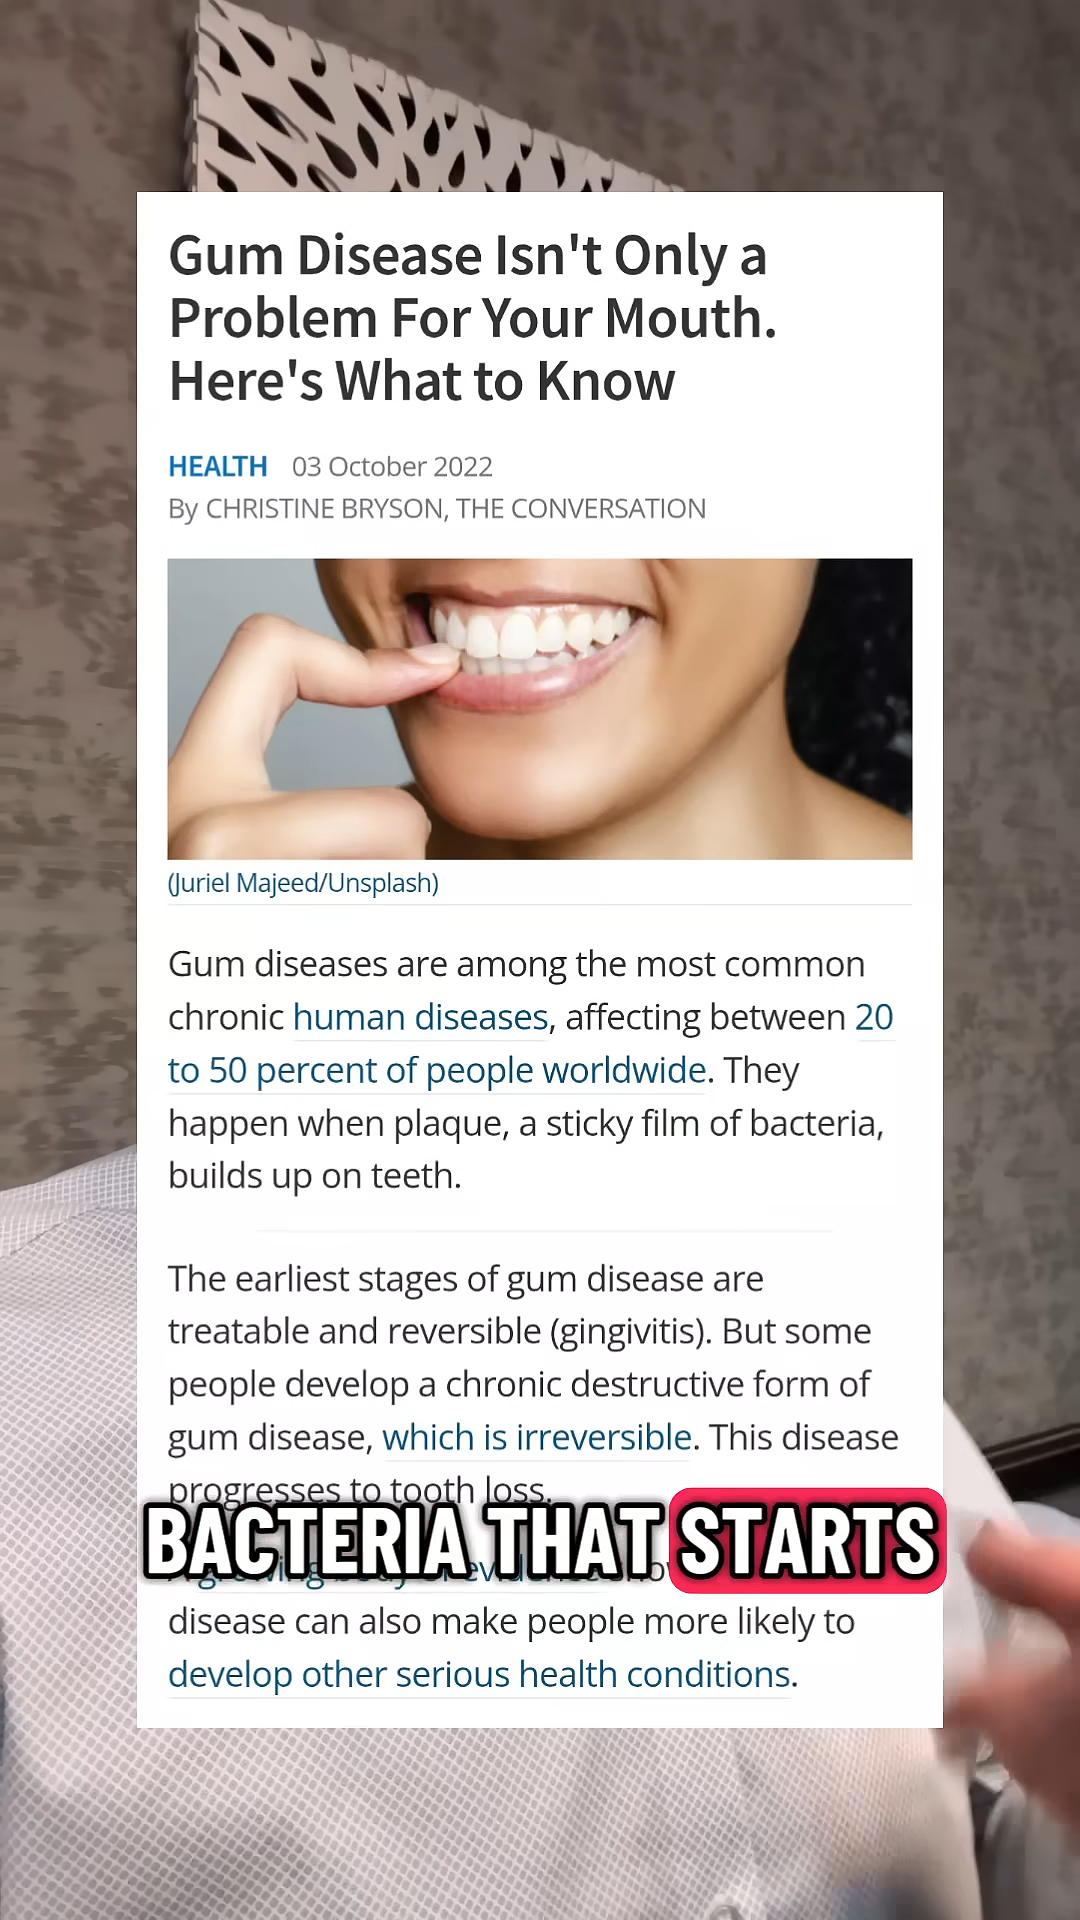 Gum Disease Isn't Only a
Problem For Your Mouth.
Here's What to Know
HEALTH 03 October 2022
By CHRISTINE BRYSON, THE CONVERSATION
(Juriel Majeed/Unsplash)
Gum diseases are among the most common
chronic human diseases, affecting between 20
to 50 percent of people worldwide. They
happen when plaque, a sticky film of bacteria,
builds up on teeth.
The earliest stages of gum disease are
treatable and reversible (gingivitis). But some
people develop a chronic destructive form of
gum disease, which is irreversible. This disease
progresses to tooth loss.
BACTERIA THAT STARTS
A growing body of evidence
disease can also make people more likely to
develop other serious health conditions.